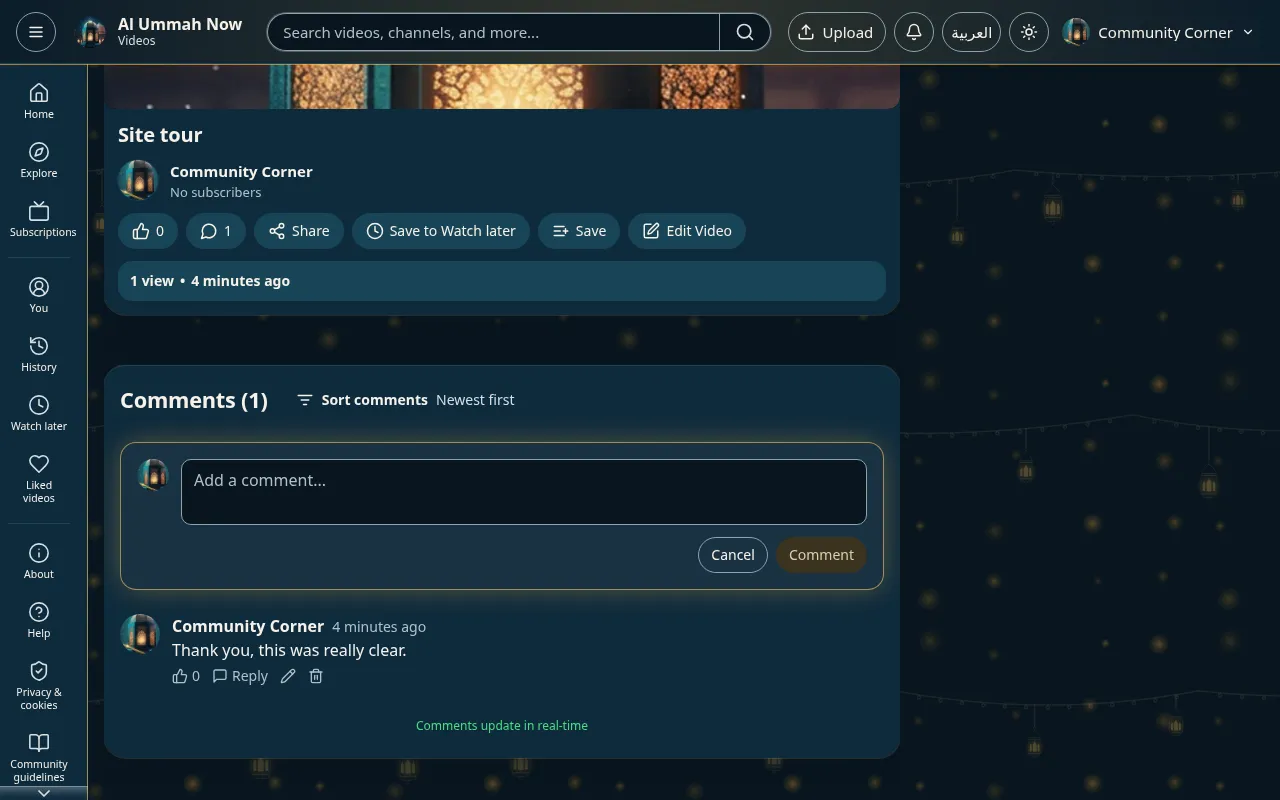 Al Ummah Now
Videos
Search videos, channels, and more...
Upload
العربية
Community Corner
Home
Explore
Subscriptions
You
History
Watch later
Liked
videos
About
Help
Privacy &
cookies
Community
guidelines
Site tour
Community Corner
No subscribers
0
1
Share
Save to Watch later
Save
Edit Video
1 view • 4 minutes ago
Comments (1)
Sort comments Newest first
Add a comment...
Cancel
Comment
Community Corner 4 minutes ago
Thank you, this was really clear.
0
Reply
Comments update in real-time